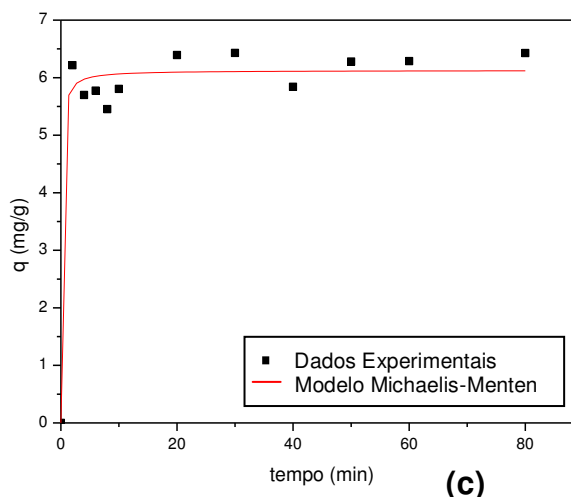 7
6
5
4
3
2
1
0
q (mg/g)
Dados Experimentais
Modelo Michaelis-Menten
0 20 40 60 80
tempo (min)
(c)